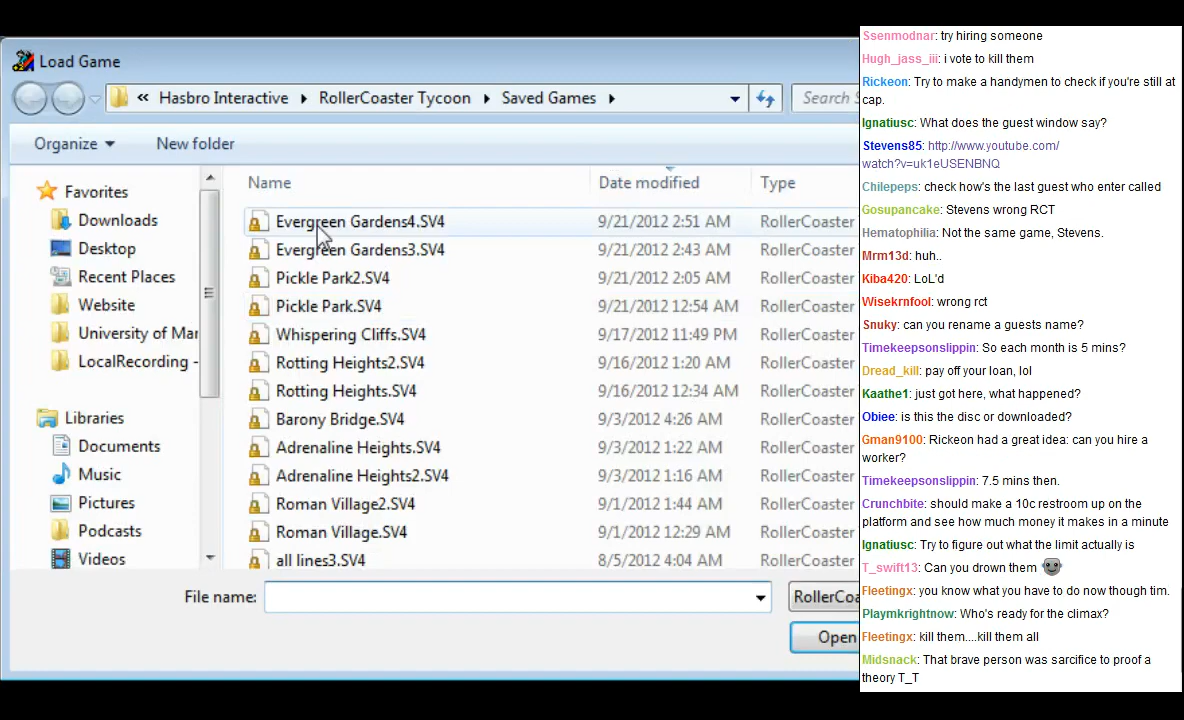 Load Game
« Hasbro Interactive ▸ RollerCoaster Tycoon ▸ Saved Games ▸
Search
Organize New folder
Favorites
Downloads
Desktop
Recent Places
Website
University of Mar
LocalRecording -
Libraries
Documents
Music
Pictures
Podcasts
Videos
Name Date modified Type
Evergreen Gardens4.SV4 9/21/2012 2:51 AM RollerCoaster
Evergreen Gardens3.SV4 9/21/2012 2:43 AM RollerCoaster
Pickle Park2.SV4 9/21/2012 2:05 AM RollerCoaster
Pickle Park.SV4 9/21/2012 12:54 AM RollerCoaster
Whispering Cliffs.SV4 9/17/2012 11:49 PM RollerCoaster
Rotting Heights2.SV4 9/16/2012 1:20 AM RollerCoaster
Rotting Heights.SV4 9/16/2012 12:34 AM RollerCoaster
Barony Bridge.SV4 9/3/2012 4:26 AM RollerCoaster
Adrenaline Heights.SV4 9/3/2012 1:22 AM RollerCoaster
Adrenaline Heights2.SV4 9/3/2012 1:16 AM RollerCoaster
Roman Village2.SV4 9/1/2012 1:44 AM RollerCoaster
Roman Village.SV4 9/1/2012 12:29 AM RollerCoaster
all lines3.SV4 8/5/2012 4:04 AM RollerCoaster
File name:
RollerCoa
Open
Ssenmodnar: try hiring someone
Hugh_jass_iii: i vote to kill them
Rickeon: Try to make a handymen to check if you're still at
cap.
Ignatiusc: What does the guest window say?
Stevens85: http://www.youtube.com/
watch?v=uk1eUSENBNQ
Chilepeps: check how's the last guest who enter called
Gosupancake: Stevens wrong RCT
Hematophilia: Not the same game, Stevens.
Mrm13d: huh..
Kiba420: LoL'd
Wisekrnfool: wrong rct
Snuky: can you rename a guests name?
Timekeepsonslippin: So each month is 5 mins?
Dread_kill: pay off your loan, lol
Kaathe1: just got here, what happened?
Obiee: is this the disc or downloaded?
Gman9100: Rickeon had a great idea: can you hire a
worker?
Timekeepsonslippin: 7.5 mins then.
Crunchbite: should make a 10c restroom up on the
platform and see how much money it makes in a minute
Ignatiusc: Try to figure out what the limit actually is
T_swift13: Can you drown them
Fleetingx: you know what you have to do now though tim.
Playmkrightnow: Who's ready for the climax?
Fleetingx: kill them....kill them all
Midsnack: That brave person was sarcifice to proof a
theory T_T